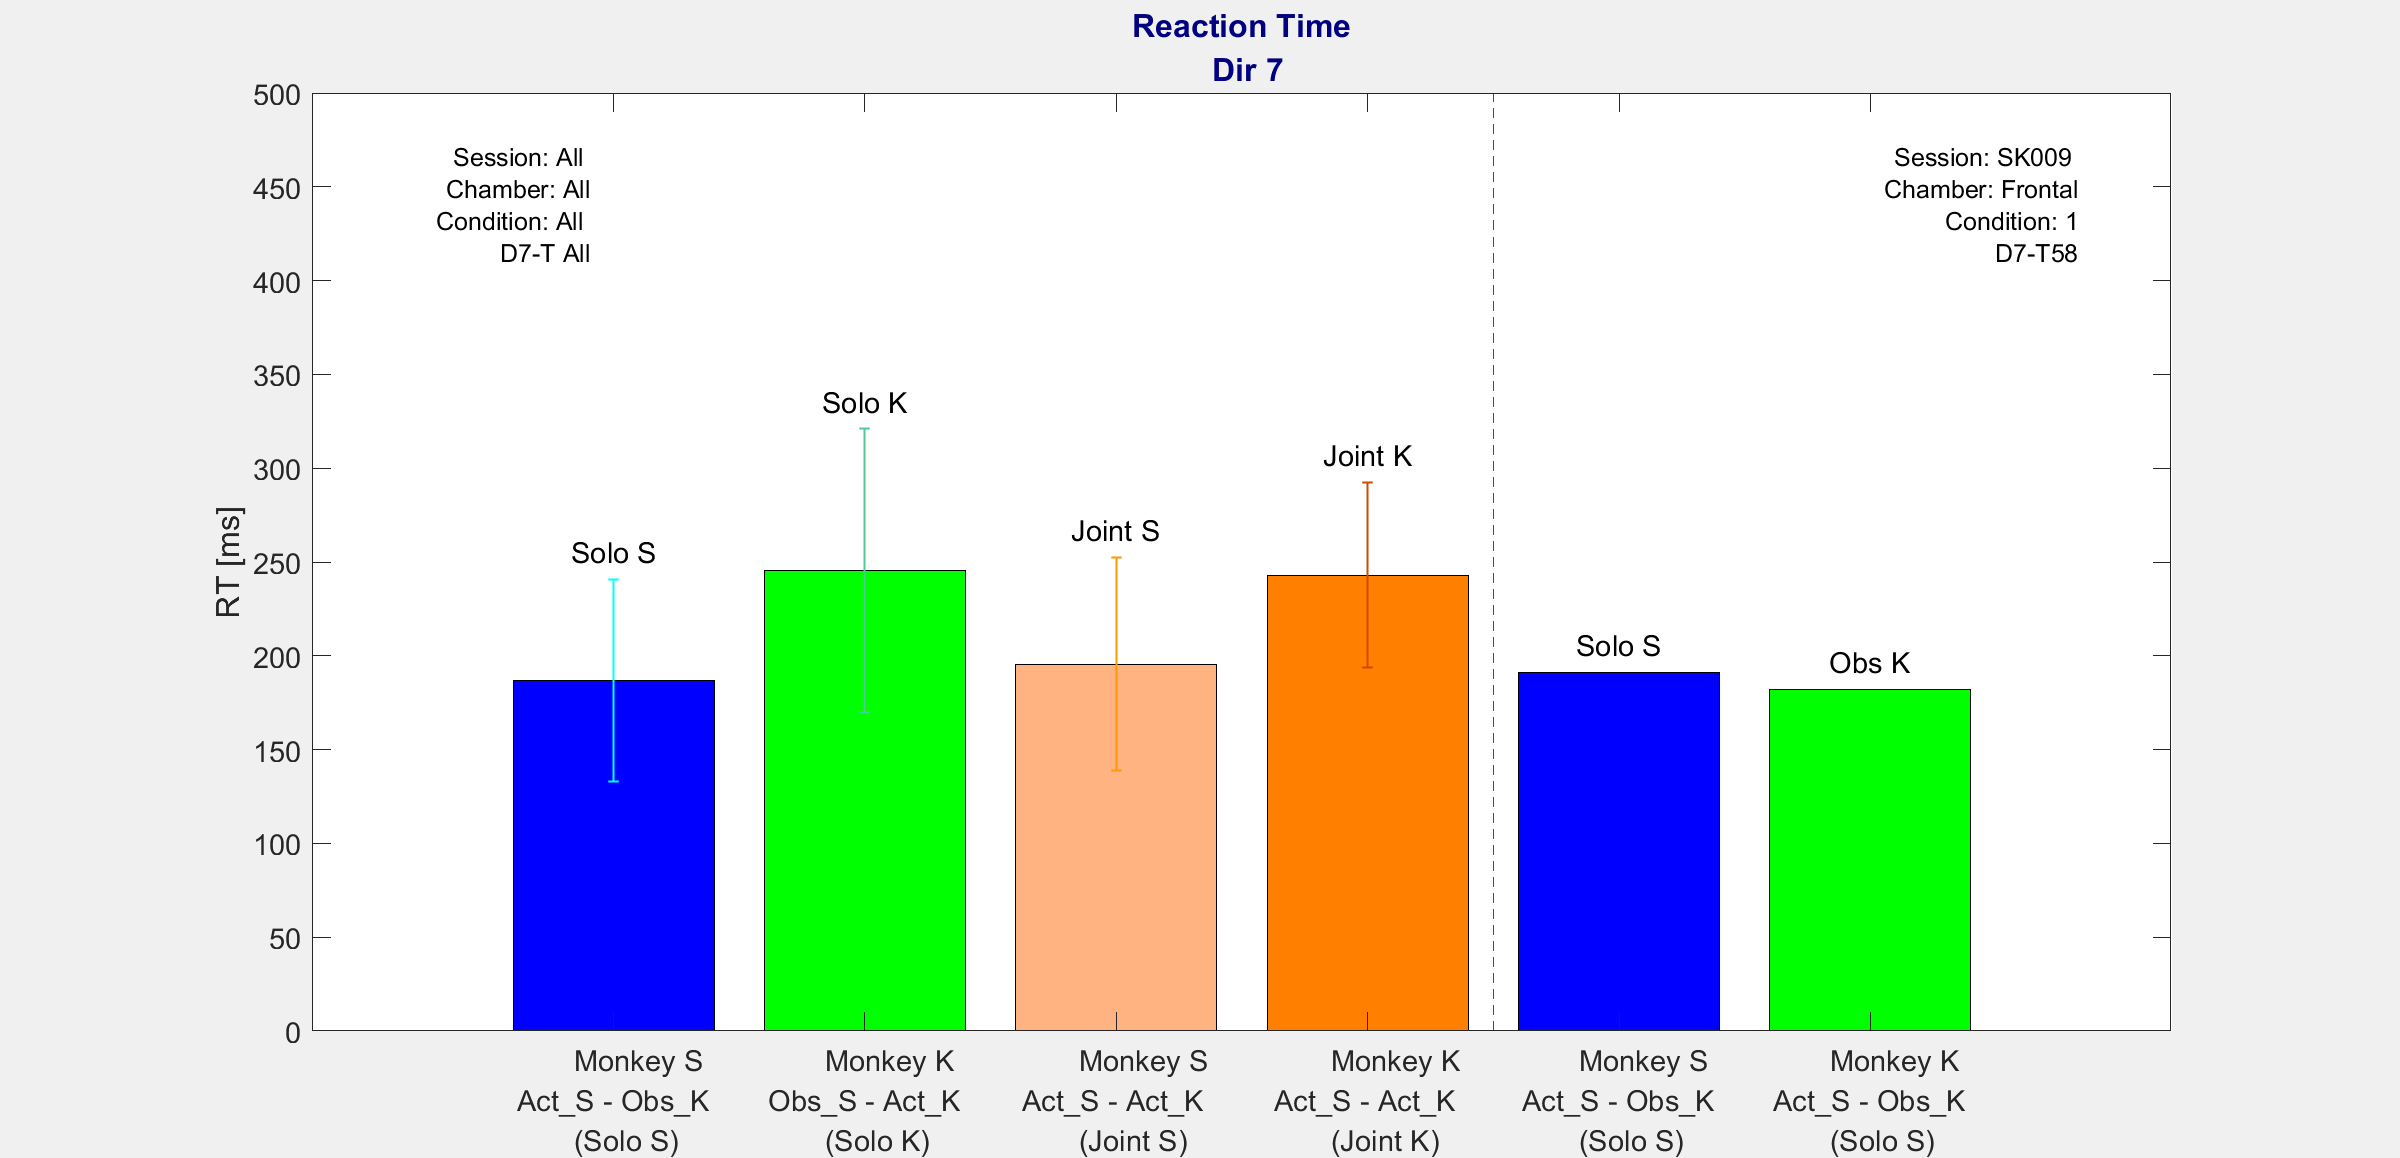 Reaction Time
Dir 7
500
450
400
350
300
250
200
150
100
50
0
RT [ms]
Session: All
Chamber: All
Condition: All
D7-T All
Session: SK009
Chamber: Frontal
Condition: 1
D7-T58
Solo S
Solo K
Joint S
Joint K
Solo S
Obs K
Monkey S
Act_S - Obs_K
(Solo S)
Monkey K
Obs_S - Act_K
(Solo K)
Monkey S
Act_S - Act_K
(Joint S)
Monkey K
Act_S - Act_K
(Joint K)
Monkey S
Act_S - Obs_K
(Solo S)
Monkey K
Act_S - Obs_K
(Solo S)